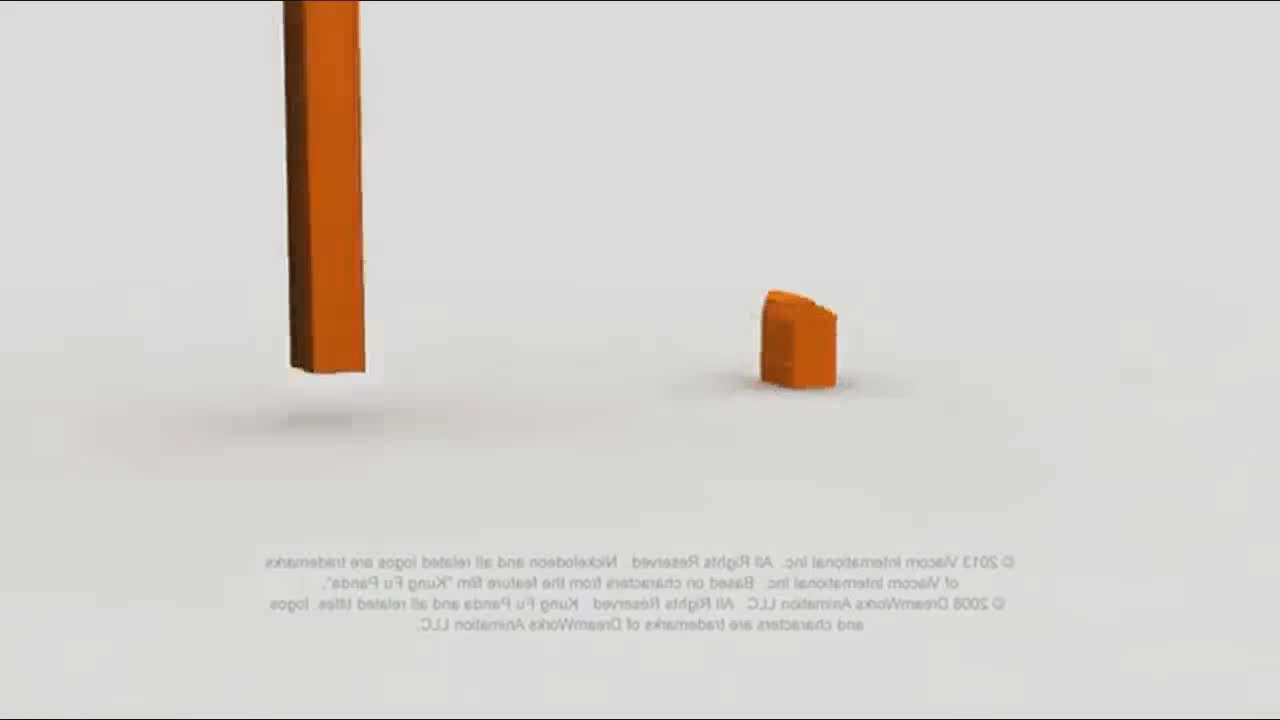 © 2013 Viacom International Inc. All Rights Reserved. Nickelodeon and all related logos are trademarks
of Viacom International Inc. Based on characters from the feature film "Kung Fu Panda".
© 2008 DreamWorks Animation LLC. All Rights Reserved. Kung Fu Panda and all related titles, logos
and characters are trademarks of DreamWorks Animation LLC.